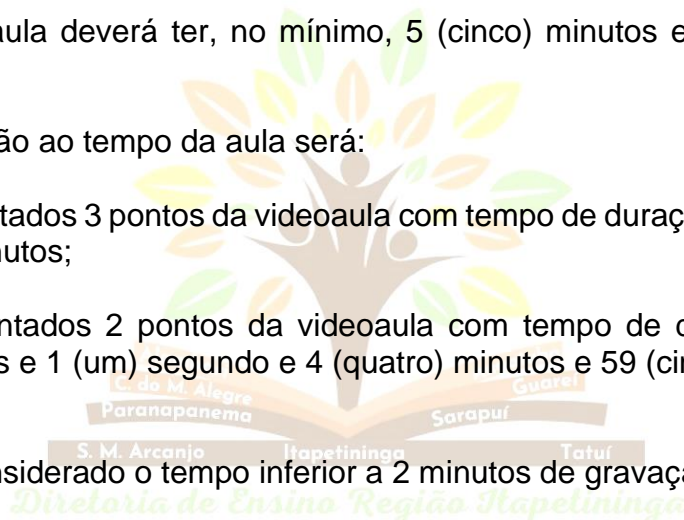 aula deverá ter, no mínimo, 5 (cinco) minutos e
ão ao tempo da aula será:
tados 3 pontos da videoaula com tempo de duraç
nutos;
ntados 2 pontos da videoaula com tempo de
s e 1 (um) segundo e 4 (quatro) minutos e 59 (cin
C. do M. Alegre
Guareí
Paranapanema
Sarapuí
S. M. Arcanjo Itapetininga Tatuí
nsiderado o tempo inferior a 2 minutos de gravaç
Diretoria de Ensino Região Itapetininga